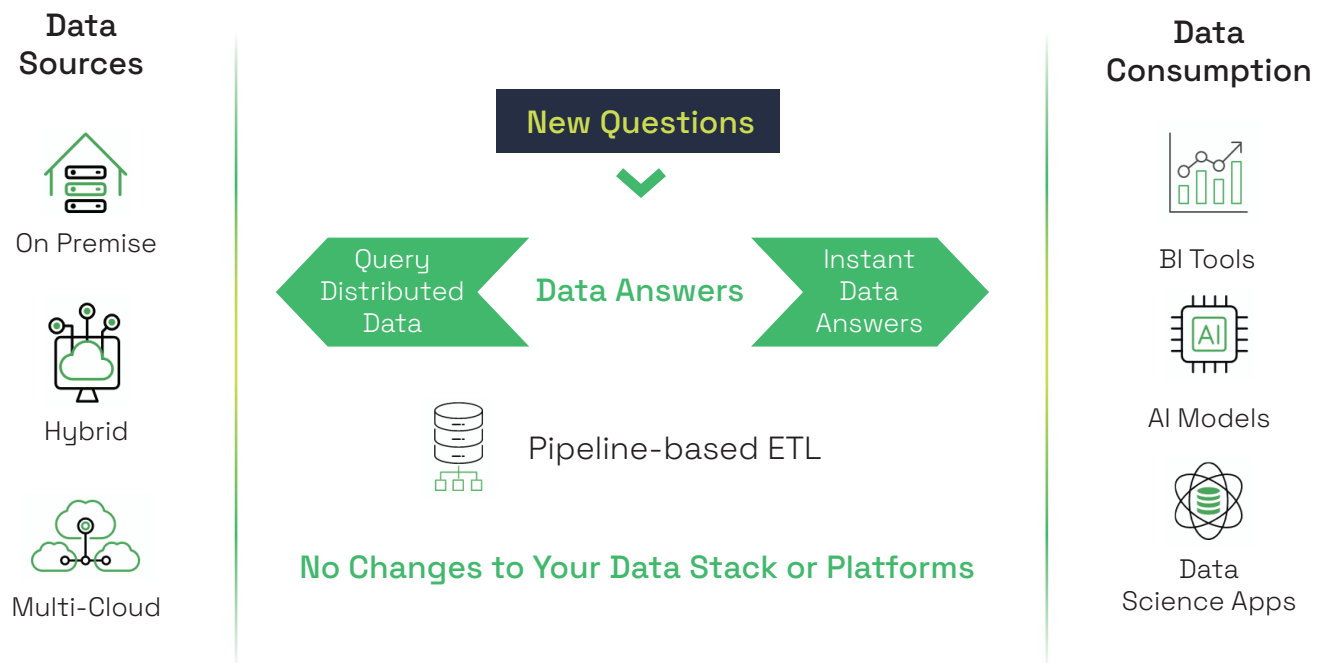 Data
Sources
On Premise
Hybrid
Multi-Cloud
New Questions
Query
Distributed
Data
Data Answers
Instant
Data
Answers
Pipeline-based ETL
No Changes to Your Data Stack or Platforms
Data
Consumption
BI Tools
AI
AI Models
Data
Science Apps